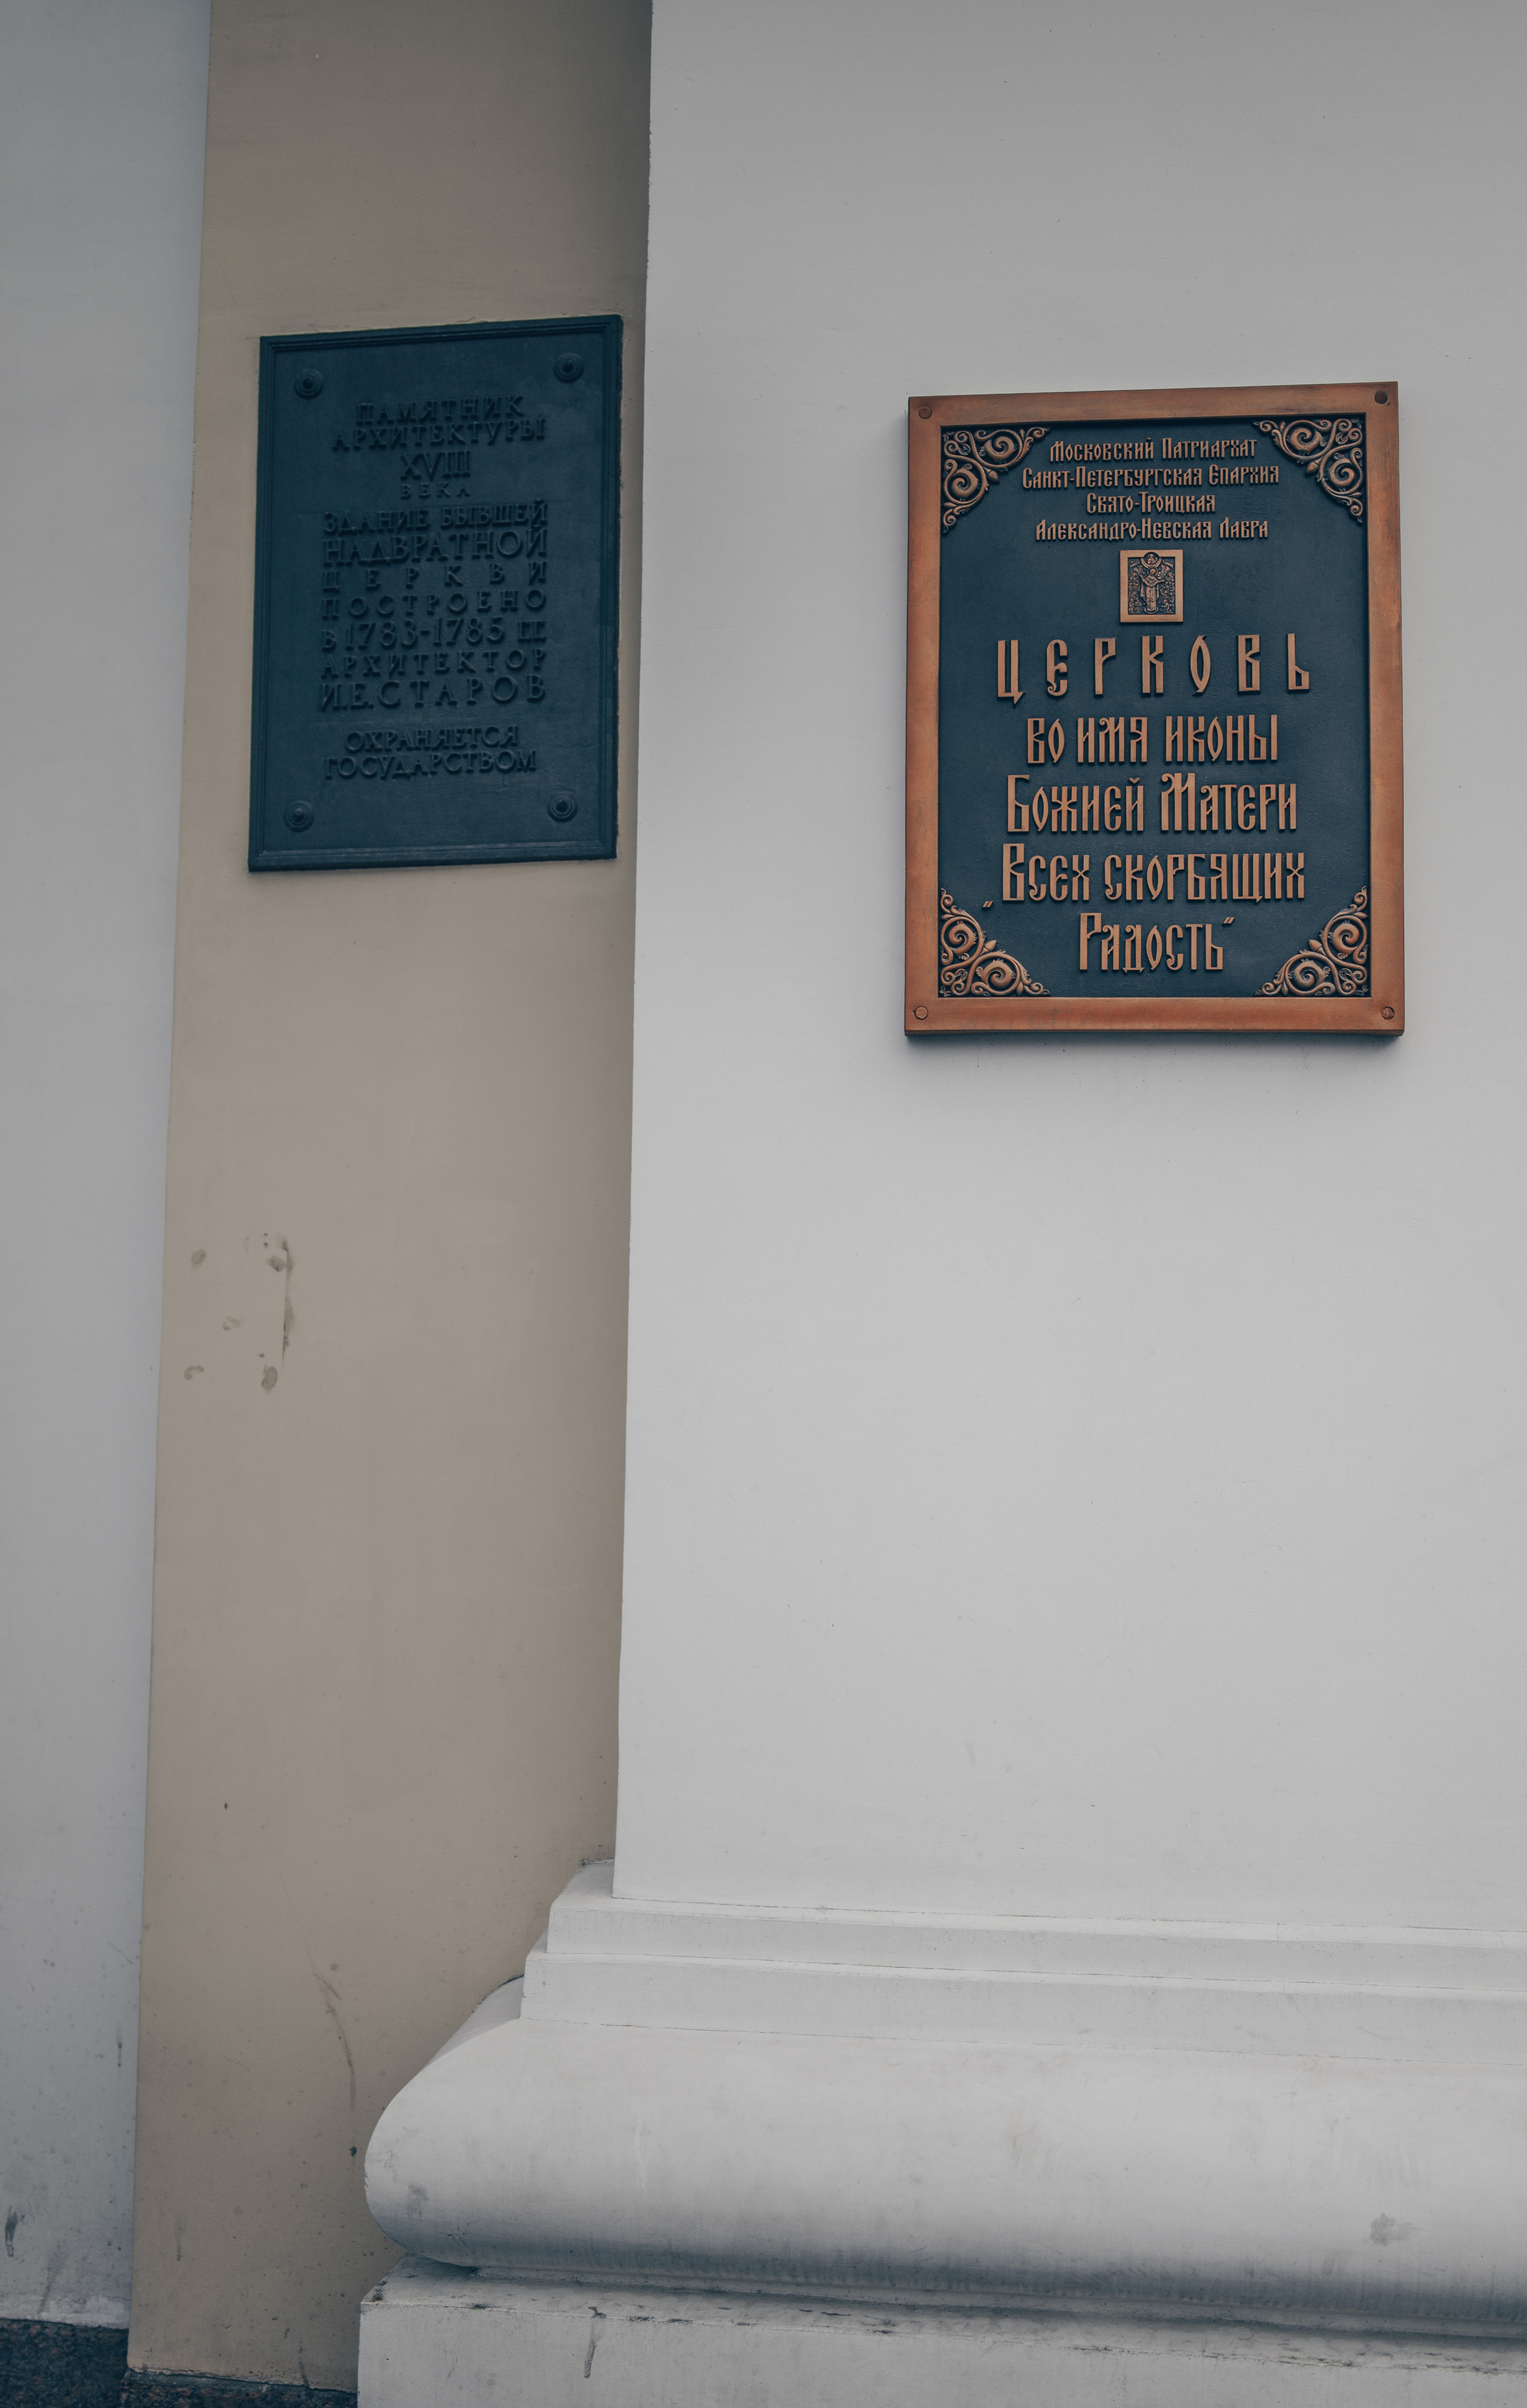 ПАМЯТНИК
АРХИТЕКТУРЫ
XVIII
ВЕКА
ЗДАНИЕ БЫВШЕЙ
НАДВРАТНОЙ
ЦЕРКВИ
ПОСТРОЕНО
в 1783-1785 гг.
АРХИТЕКТОР
И.Е.СТАРОВ
ОХРАНЯЕТСЯ
ГОСУДАРСТВОМ
Московский Патриархат
Санкт-Петербургская Епархия
Свято-Троицкая
Александро-Невская Лавра
ЦЕРКОВЬ
во имя иконы
Божией Матери
„Всех скорбящих
Радость“